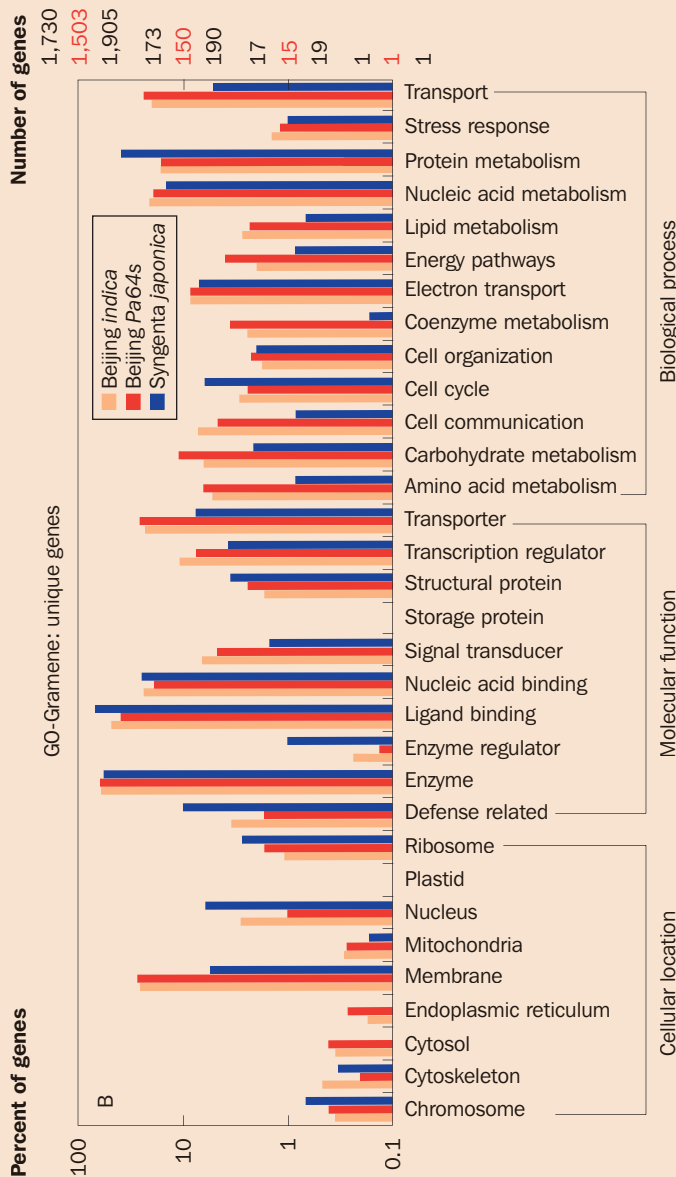 GO-Gramene: unique genes
B
Percent of genes
100
10
1
0.1
Number of genes
1,730
1,503
1,905
173
150
190
17
15
19
1
1
1
Beijing indica
Beijing Pa64s
Syngenta japonica
Chromosome
Cytoskeleton
Cytosol
Endoplasmic reticulum
Membrane
Mitochondria
Nucleus
Plastid
Ribosome
Defense related
Enzyme
Enzyme regulator
Ligand binding
Nucleic acid binding
Signal transducer
Storage protein
Structural protein
Transcription regulator
Transporter
Amino acid metabolism
Carbohydrate metabolism
Cell communication
Cell cycle
Cell organization
Coenzyme metabolism
Electron transport
Energy pathways
Lipid metabolism
Nucleic acid metabolism
Protein metabolism
Stress response
Transport
Cellular location
Molecular function
Biological process